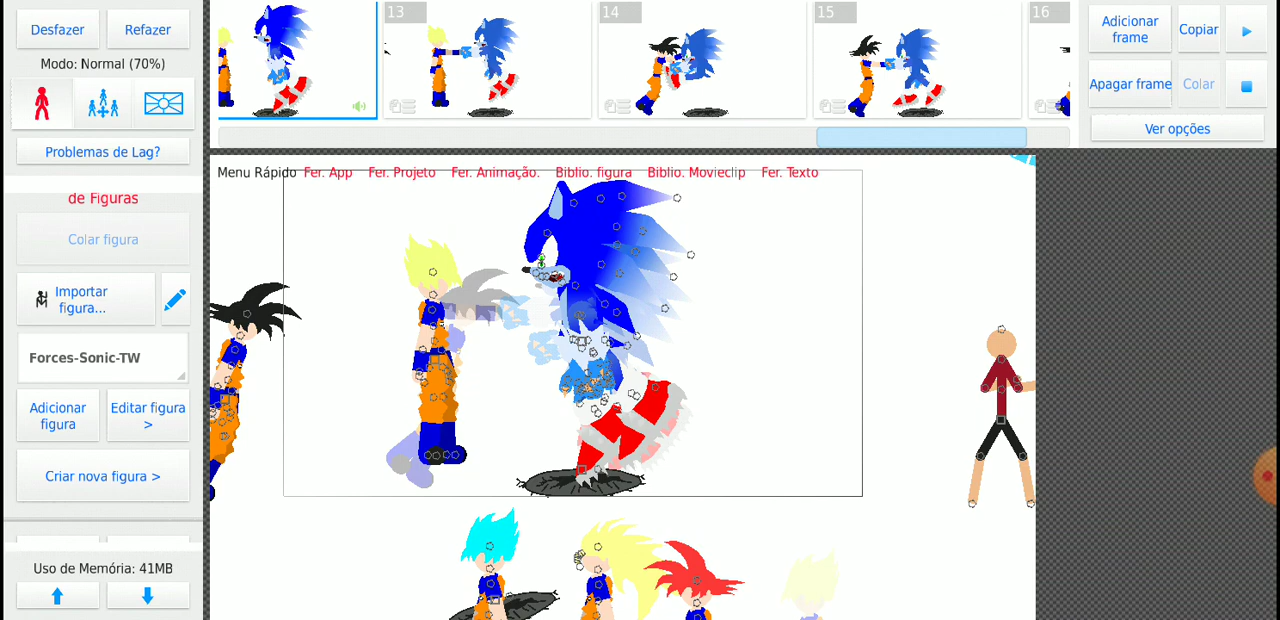 Desfazer
Refazer
Modo: Normal (70%)
Problemas de Lag?
de Figuras
Colar figura
Importar
figura...
Forces-Sonic-TW
Adicionar
figura
Editar figura
>
Criar nova figura >
Uso de Memória: 41MB
13
14
15
16
Adicionar
frame
Copiar
Apagar frame
Colar
Ver opções
Menu Rápido Fer. App Fer. Projeto Fer. Animação. Biblio. figura Biblio. Movieclip Fer. Texto